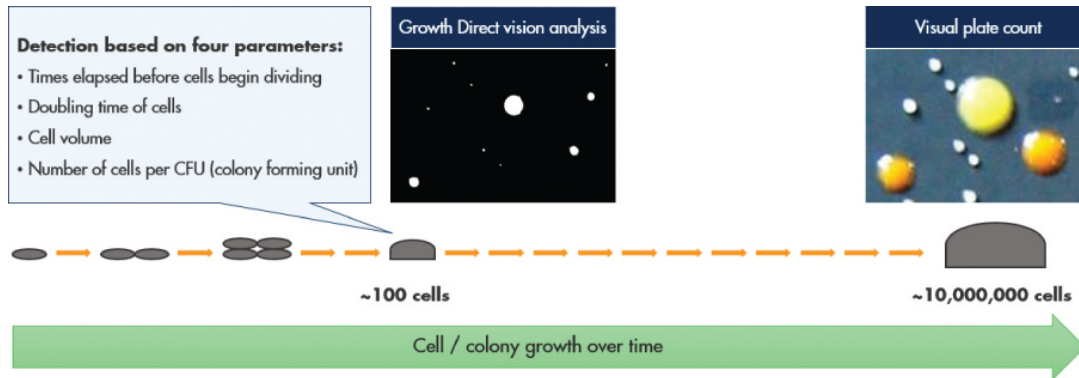 Detection based on four parameters:
• Times elapsed before cells begin dividing
• Doubling time of cells
• Cell volume
• Number of cells per CFU (colony forming unit)
Growth Direct vision analysis
Visual plate count
~100 cells
~10,000,000 cells
Cell / colony growth over time